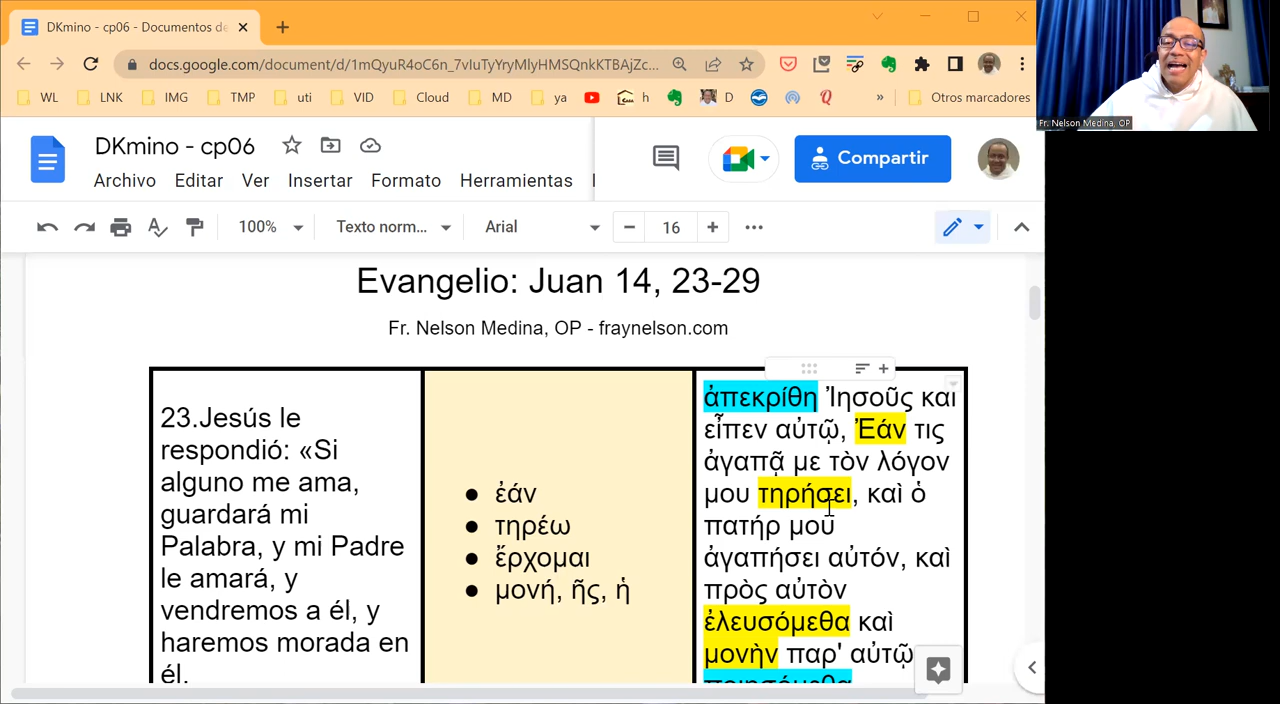 DKmino - cp06 - Documentos de
docs.google.com/document/d/1mQyuR4oC6n_7MuTyYryMlyHMSQnkKTBAjZc...
WL LNK IMG TMP uti VID Cloud MD ya h D » Otros marcadores
Fr. Nelson Medina, OP
DKmino - cp06
Compartir
Archivo Editar Ver Insertar Formato Herramientas
100% Texto norm... Arial 16
Evangelio: Juan 14, 23-29
Fr. Nelson Medina, OP - fraynelson.com
23.Jesús le
respondió: «Si
alguno me ama,
guardará mi
Palabra, y mi Padre
le amará, y
vendremos a él, y
haremos morada en
él.
● ἐάν
● τηρέω
● ἔρχομαι
● μονή, ῆς, ἡ
ἀπεκρίθη Ἰησοῦς καὶ
εἶπεν αὐτῷ, Ἐάν τις
ἀγαπᾷ με τὸν λόγον
μου τηρήσει, καὶ ὁ
πατήρ μου
ἀγαπήσει αὐτόν, καὶ
πρὸς αὐτὸν
ἐλευσόμεθα καὶ
μονὴν παρ' αὐτῷ
ποιησόμεθα